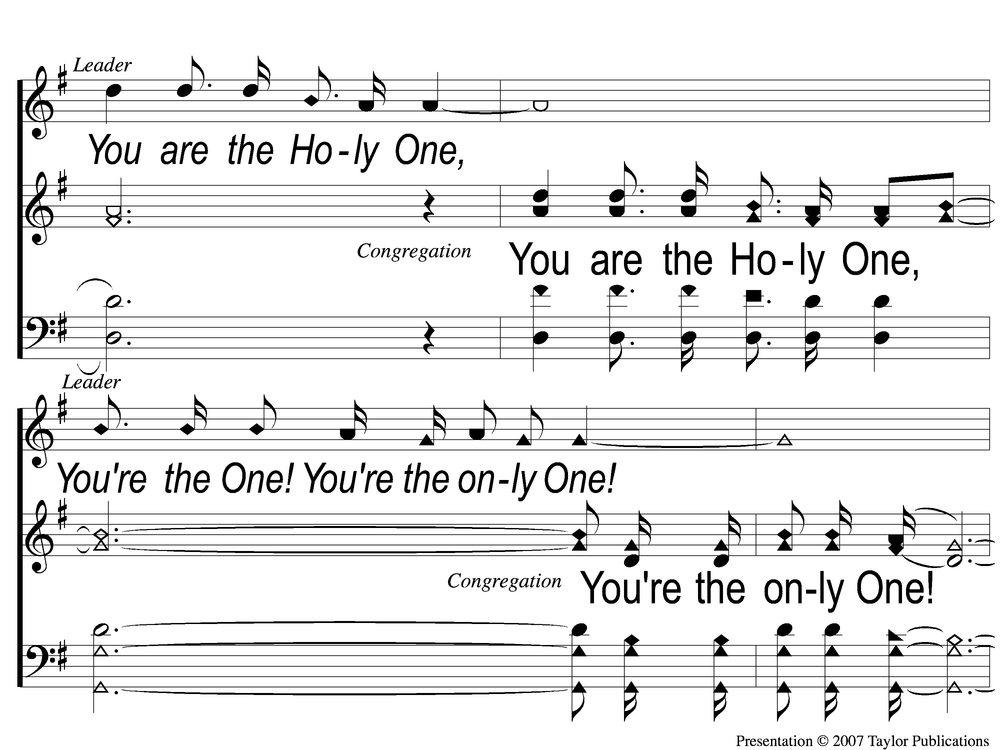 Leader
You are the Ho - ly One,
Congregation
You are the Ho - ly One,
Leader
You're the One! You're the on - ly One!
Congregation
You're the on-ly One!
Presentation © 2007 Taylor Publications